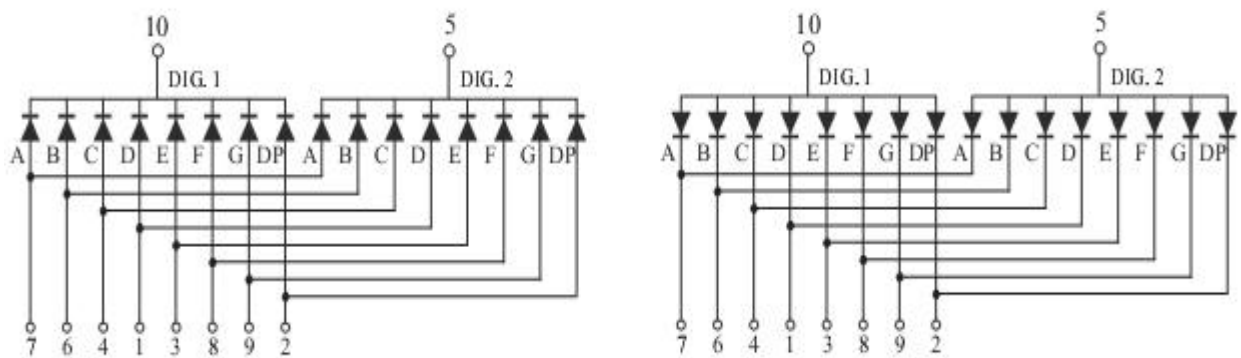 10 5
DIG. 1 DIG. 2
A B C D E F G DP A B C D E F G DP
7 6 4 1 3 8 9 2
10 5
DIG. 1 DIG. 2
A B C D E F G DP A B C D E F G DP
7 6 4 1 3 8 9 2